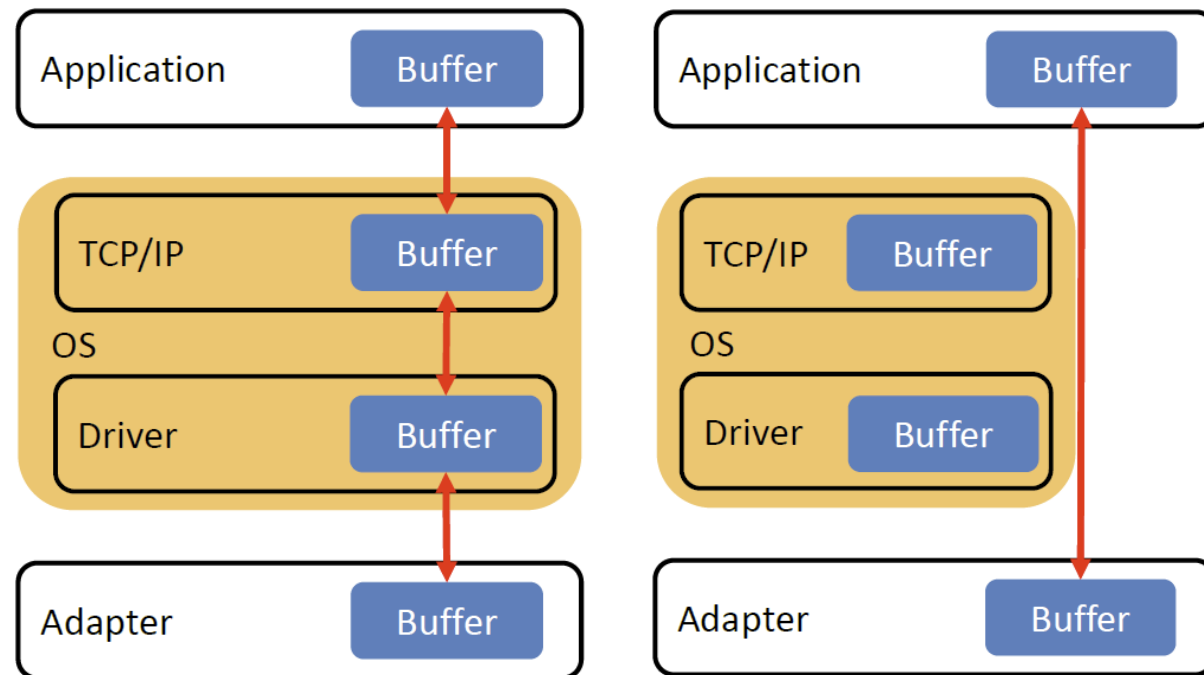 Application Buffer
TCP/IP Buffer
OS
Driver Buffer
Adapter Buffer
Application Buffer
TCP/IP Buffer
OS
Driver Buffer
Adapter Buffer